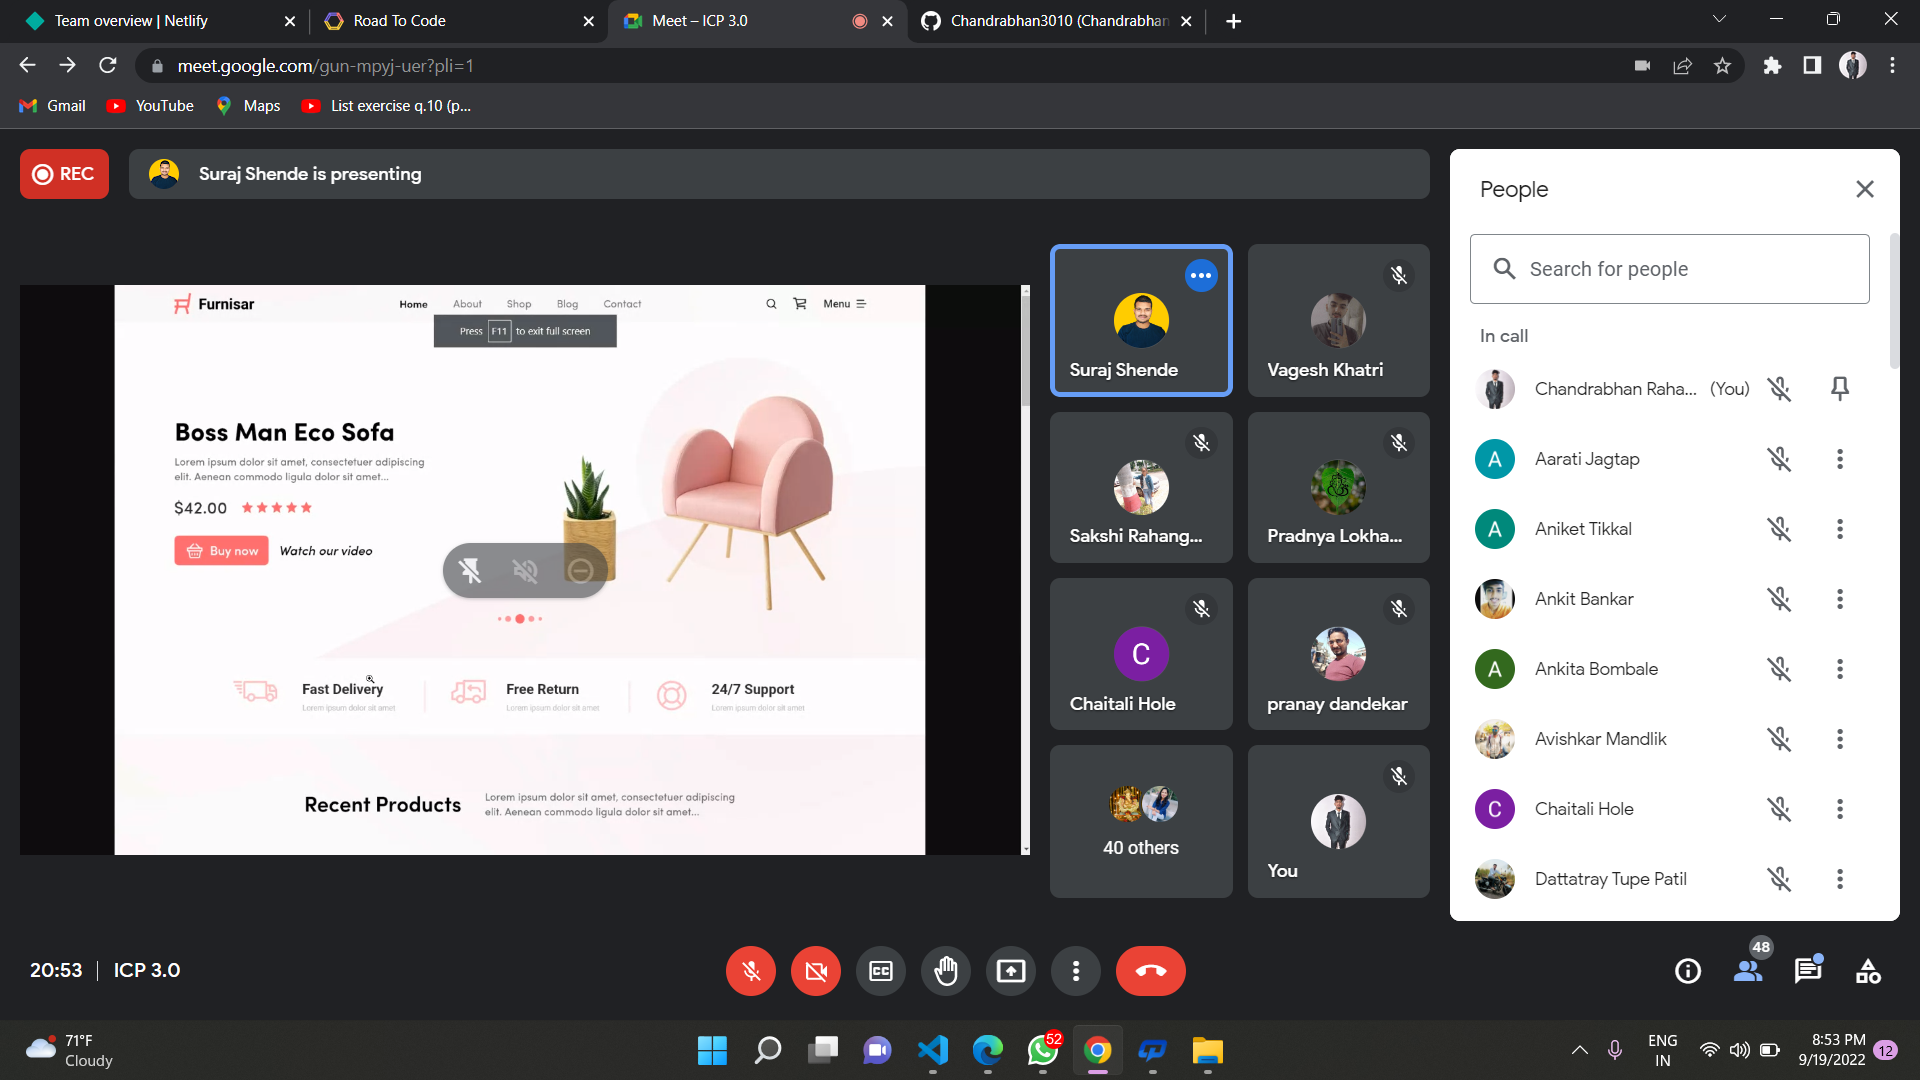 Team overview | Netlify
Road To Code
Meet – ICP 3.0
Chandrabhan3010 (Chandrabhan
meet.google.com/gun-mpyj-uer?pli=1
Gmail
YouTube
Maps
List exercise q.10 (p...
REC
Suraj Shende is presenting
Furnisar
Home
About
Shop
Blog
Contact
Menu
Press F11 to exit full screen
Boss Man Eco Sofa
Lorem ipsum dolor sit amet, consectetuer adipiscing
elit. Aenean commodo ligula dolor sit amet...
$42.00
Buy now
Watch our video
Fast Delivery
Lorem ipsum dolor sit amet
Free Return
Lorem ipsum dolor sit amet
24/7 Support
Lorem ipsum dolor sit amet
Recent Products
Lorem ipsum dolor sit amet, consectetuer adipiscing
elit. Aenean commodo ligula dolor sit amet...
Suraj Shende
Vagesh Khatri
Sakshi Rahang...
Pradnya Lokha...
C
Chaitali Hole
pranay dandekar
40 others
You
People
Search for people
In call
Chandrabhan Raha... (You)
A
Aarati Jagtap
A
Aniket Tikkal
Ankit Bankar
A
Ankita Bombale
Avishkar Mandlik
C
Chaitali Hole
Dattatray Tupe Patil
20:53 | ICP 3.0
CC
48
71°F
Cloudy
52
ENG
IN
8:53 PM
9/19/2022
12